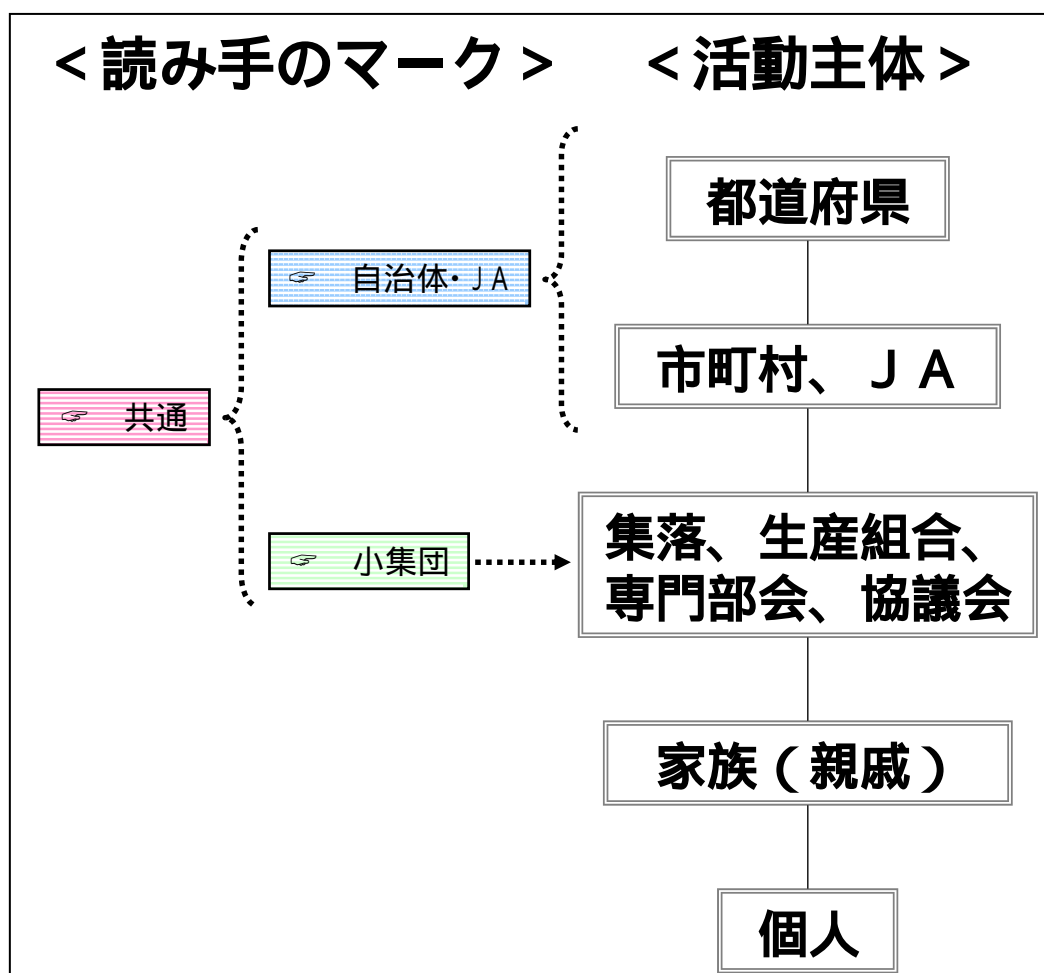 ＜読み手のマーク＞
＜活動主体＞
都道府県
☞ 自治体・ＪＡ
市町村、ＪＡ
☞ 共通
☞ 小集団
集落、生産組合、
専門部会、協議会
家族（親戚）
個人